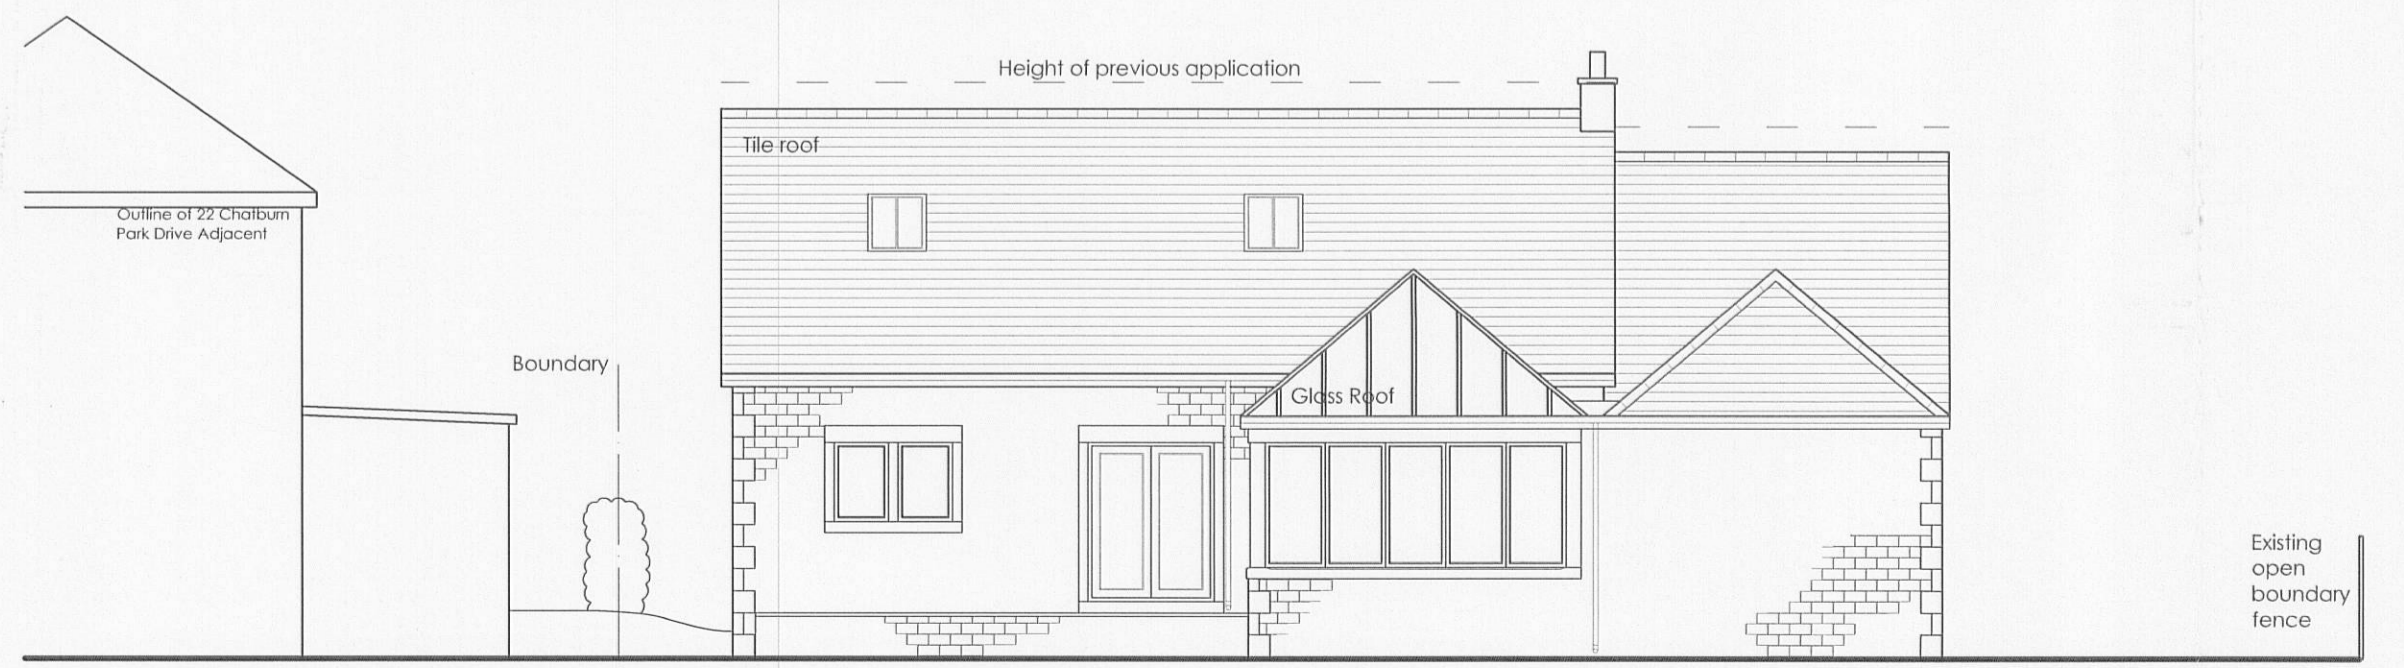 Height of previous application
Tile roof
Outline of 22 Chatburn
Park Drive Adjacent
Boundary
Glass Roof
Existing
open
boundary
fence